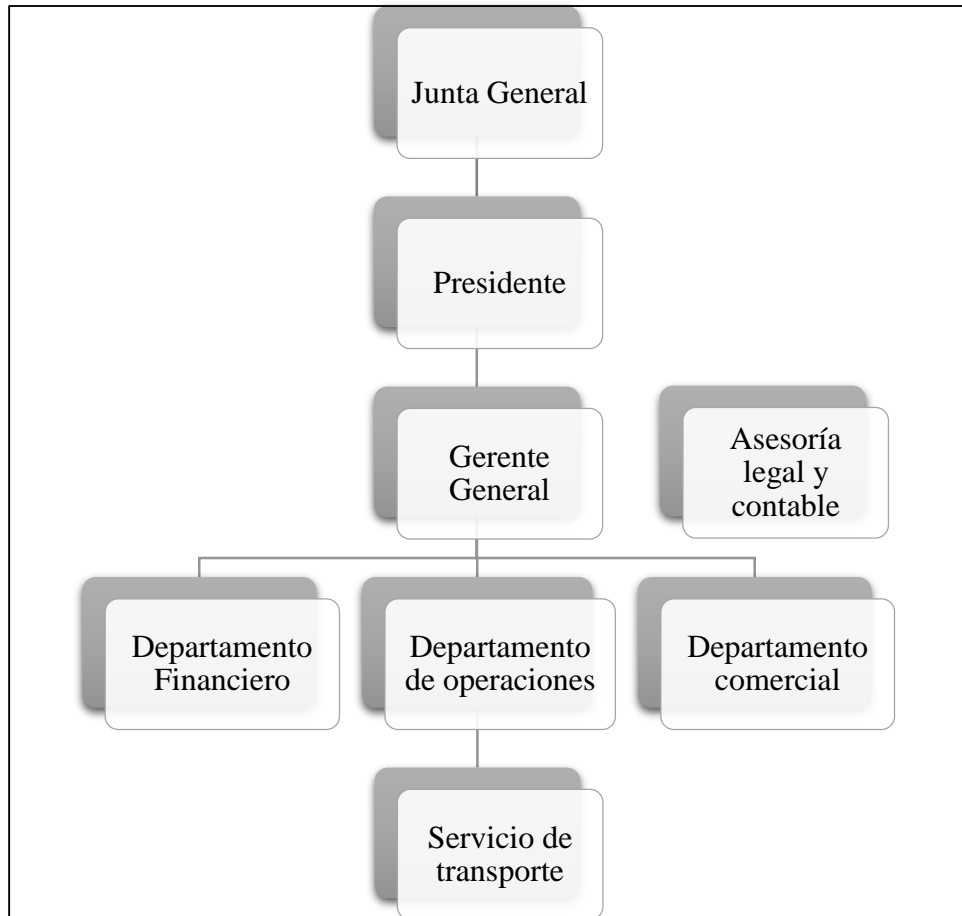 Junta General
Presidente
Gerente
General
Asesoría
legal y
contable
Departamento
Financiero
Departamento
de operaciones
Departamento
comercial
Servicio de
transporte